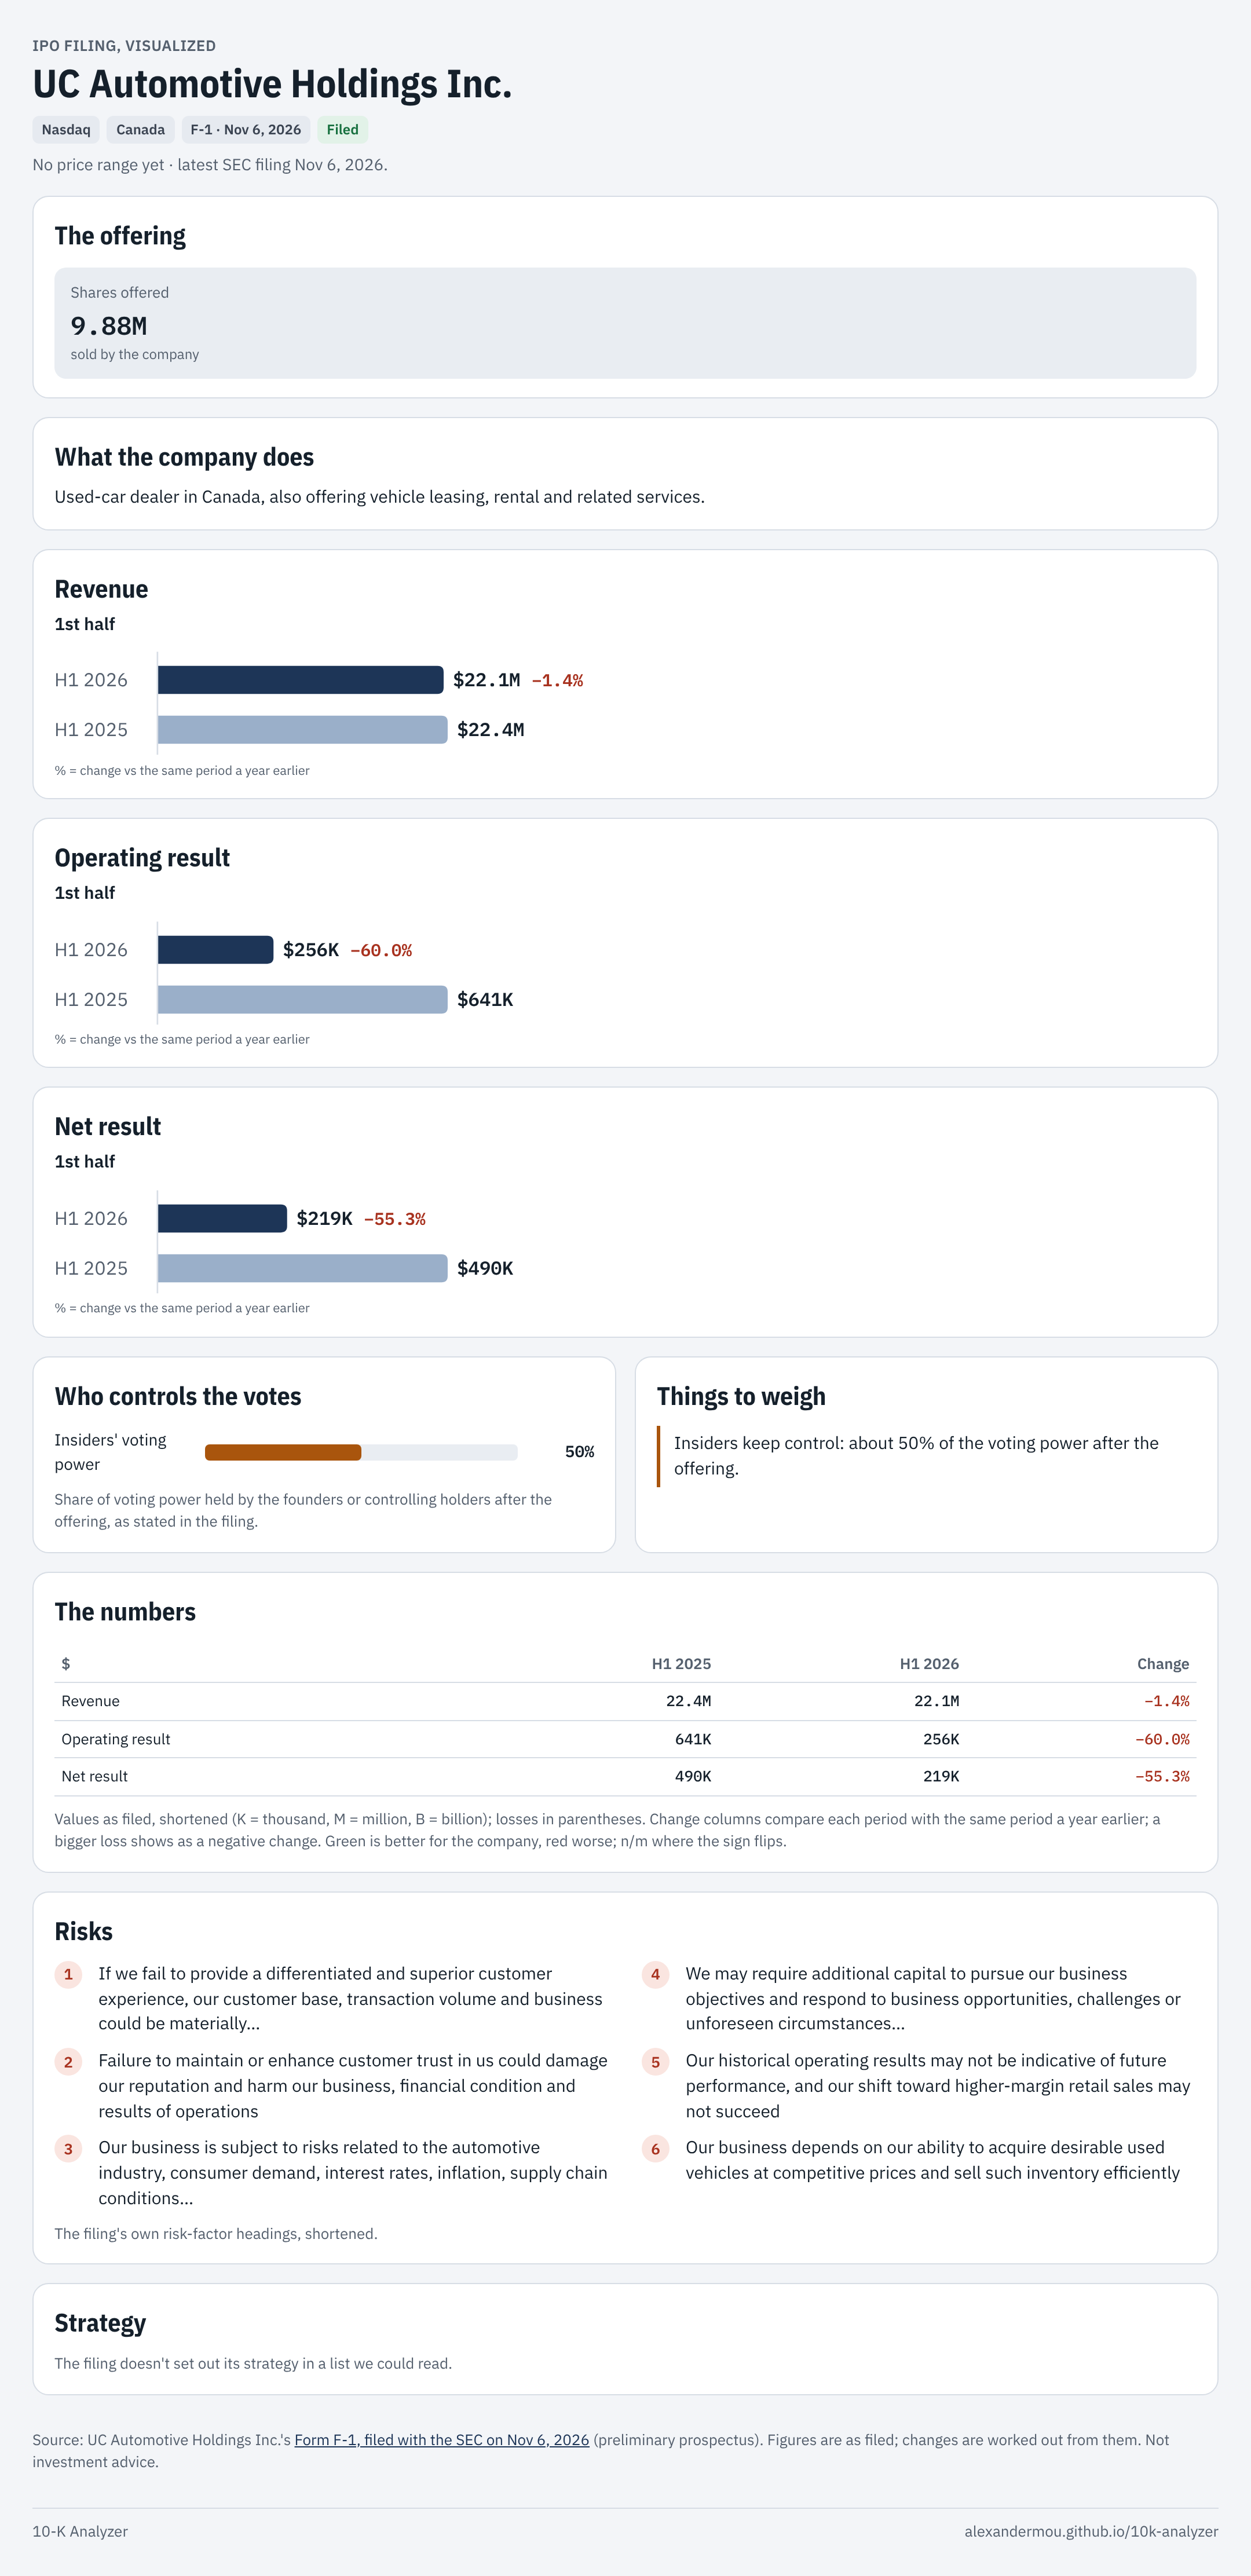 IPO FILING, VISUALIZED
UC Automotive Holdings Inc.
Nasdaq Canada F-1 · Nov 6, 2026 Filed
No price range yet · latest SEC filing Nov 6, 2026.
The offering
Shares offered
9.88M
sold by the company
What the company does
Used-car dealer in Canada, also offering vehicle leasing, rental and related services.
Revenue
1st half
H1 2026 $22.1M −1.4%
H1 2025 $22.4M
% = change vs the same period a year earlier
Operating result
1st half
H1 2026 $256K −60.0%
H1 2025 $641K
% = change vs the same period a year earlier
Net result
1st half
H1 2026 $219K −55.3%
H1 2025 $490K
% = change vs the same period a year earlier
Who controls the votes
Insiders' voting
power
50%
Share of voting power held by the founders or controlling holders after the
offering, as stated in the filing.
Things to weigh
Insiders keep control: about 50% of the voting power after the
offering.
The numbers
$ H1 2025 H1 2026 Change
Revenue 22.4M 22.1M −1.4%
Operating result 641K 256K −60.0%
Net result 490K 219K −55.3%
Values as filed, shortened (K = thousand, M = million, B = billion); losses in parentheses. Change columns compare each period with the same period a year earlier; a
bigger loss shows as a negative change. Green is better for the company, red worse; n/m where the sign flips.
Risks
1 If we fail to provide a differentiated and superior customer
experience, our customer base, transaction volume and business
could be materially…
2 Failure to maintain or enhance customer trust in us could damage
our reputation and harm our business, financial condition and
results of operations
3 Our business is subject to risks related to the automotive
industry, consumer demand, interest rates, inflation, supply chain
conditions…
4 We may require additional capital to pursue our business
objectives and respond to business opportunities, challenges or
unforeseen circumstances…
5 Our historical operating results may not be indicative of future
performance, and our shift toward higher-margin retail sales may
not succeed
6 Our business depends on our ability to acquire desirable used
vehicles at competitive prices and sell such inventory efficiently
The filing's own risk-factor headings, shortened.
Strategy
The filing doesn't set out its strategy in a list we could read.
Source: UC Automotive Holdings Inc.'s Form F-1, filed with the SEC on Nov 6, 2026 (preliminary prospectus). Figures are as filed; changes are worked out from them. Not
investment advice.
10-K Analyzer
alexandermou.github.io/10k-analyzer